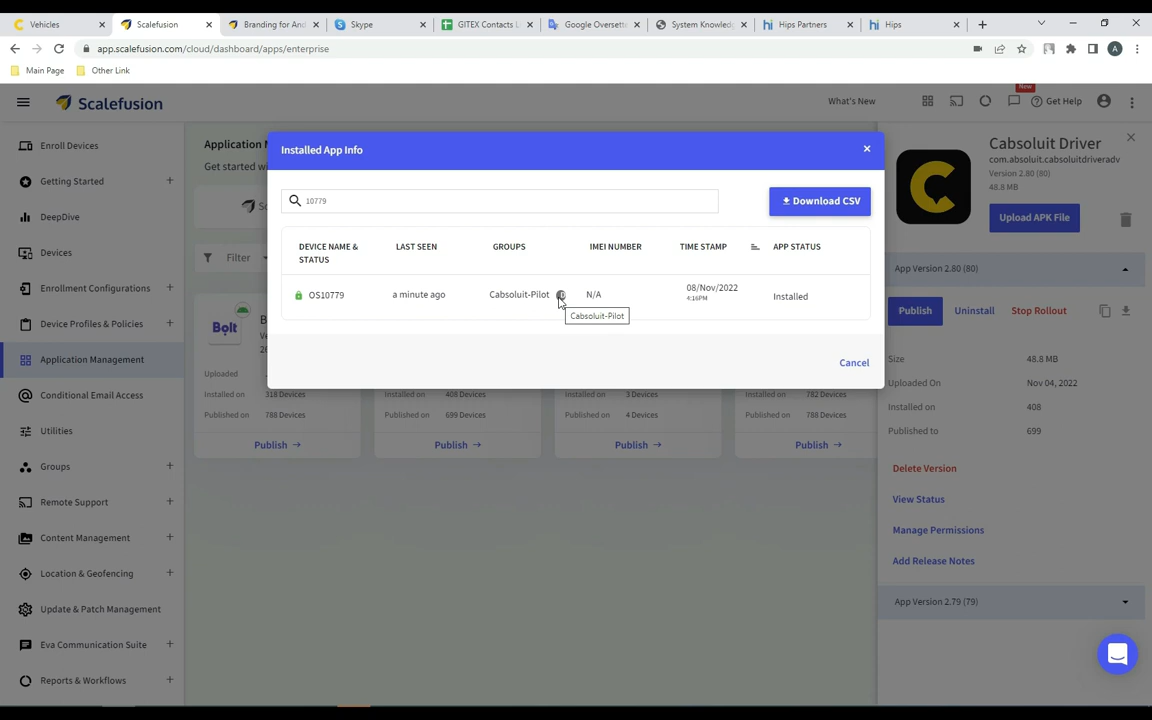 Vehicles
Scalefusion
Branding for And
Skype
GITEX Contacts L
Google Oversette
System Knowledg
Hips Partners
Hips
app.scalefusion.com/cloud/dashboard/apps/enterprise
A
Main Page
Other Link
Scalefusion
What's New
New
Get Help
Enroll Devices
Getting Started
DeepDive
Devices
Enrollment Configurations
Device Profiles & Policies
Application Management
Conditional Email Access
Utilities
Groups
Remote Support
Content Management
Location & Geofencing
Update & Patch Management
Eva Communication Suite
Reports & Workflows
Application M
Get started wi
Filter
Bolt
Uploaded
Installed on 318 Devices
Published on 788 Devices
Publish →
Installed on 408 Devices
Published on 699 Devices
Publish →
Installed on 3 Devices
Published on 4 Devices
Publish →
Installed on 782 Devices
Published on 788 Devices
Publish →
Installed App Info
10779
Download CSV
DEVICE NAME & STATUS
LAST SEEN
GROUPS
IMEI NUMBER
TIME STAMP
APP STATUS
OS10779
a minute ago
Cabsoluit-Pilot
N/A
08/Nov/2022
4:16PM
Installed
Cabsoluit-Pilot
Cancel
Cabsoluit Driver
com.absoluit.cabsoluitdriveradv
Version 2.80 (80)
48.8 MB
Upload APK File
App Version 2.80 (80)
Publish
Uninstall
Stop Rollout
Size 48.8 MB
Uploaded On Nov 04, 2022
Installed on 408
Published to 699
Delete Version
View Status
Manage Permissions
Add Release Notes
App Version 2.79 (79)